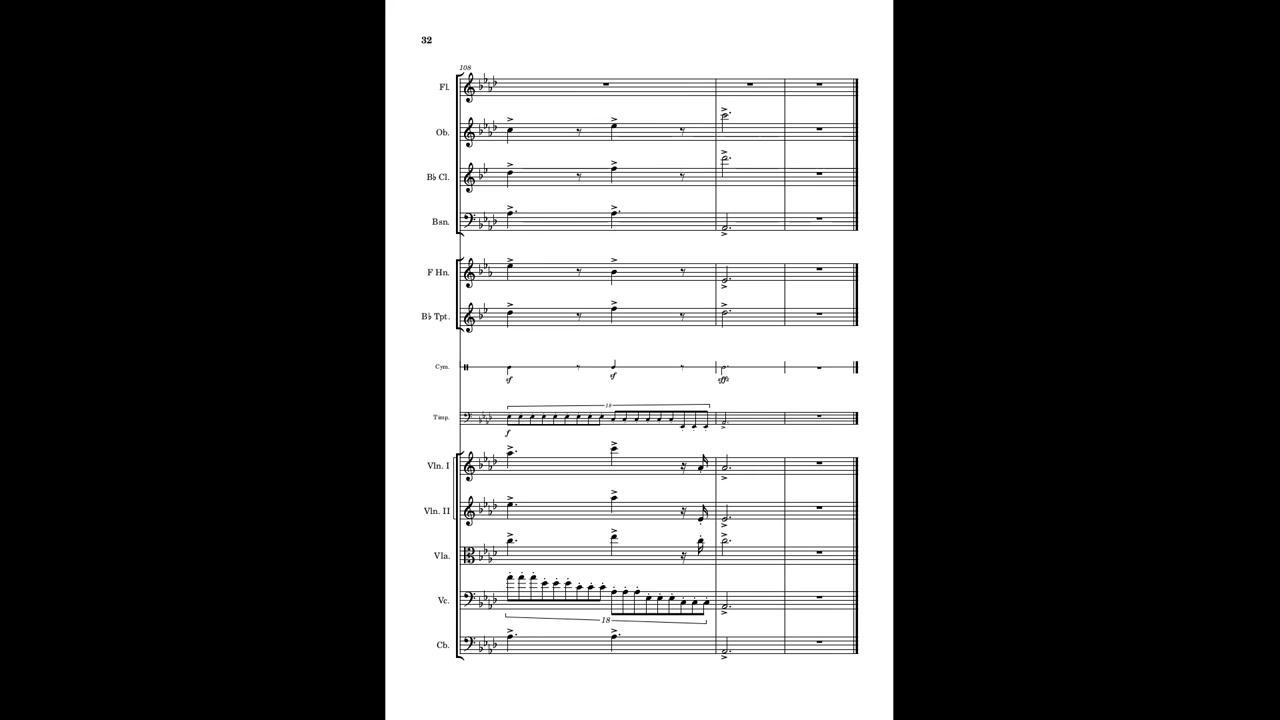 32
108
Fl.
Ob.
B♭ Cl.
Bsn.
F Hn.
B♭ Tpt.
Cym.
sf sf sffz
18
Timp.
f
Vln. I
Vln. II
Vla.
Vc.
18
Cb.